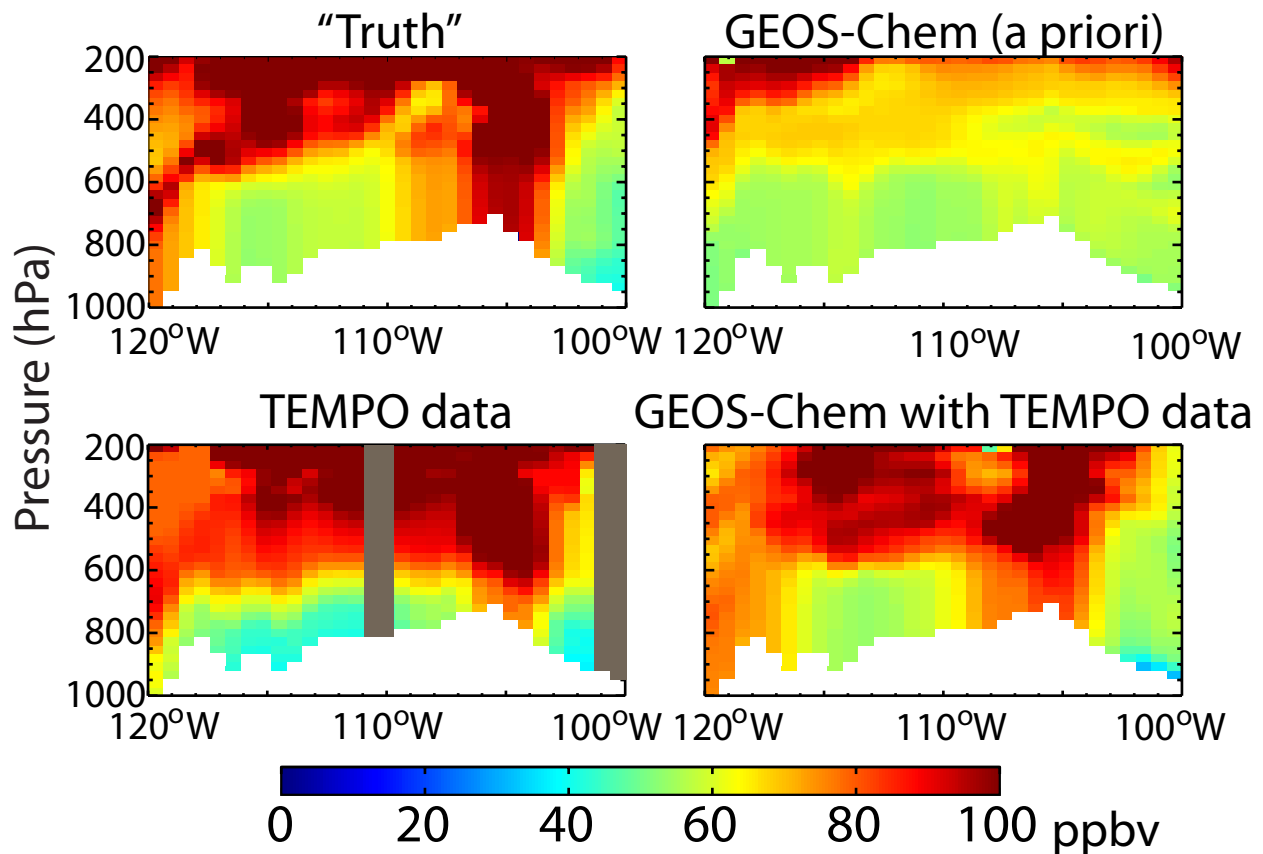 “Truth”
GEOS-Chem (a priori)
200
400
600
800
1000
120°W
110°W
100°W
120°W
110°W
100°W
Pressure (hPa)
TEMPO data
GEOS-Chem with TEMPO data
200
400
600
800
1000
120°W
110°W
100°W
120°W
110°W
100°W
0
20
40
60
80
100
ppbv